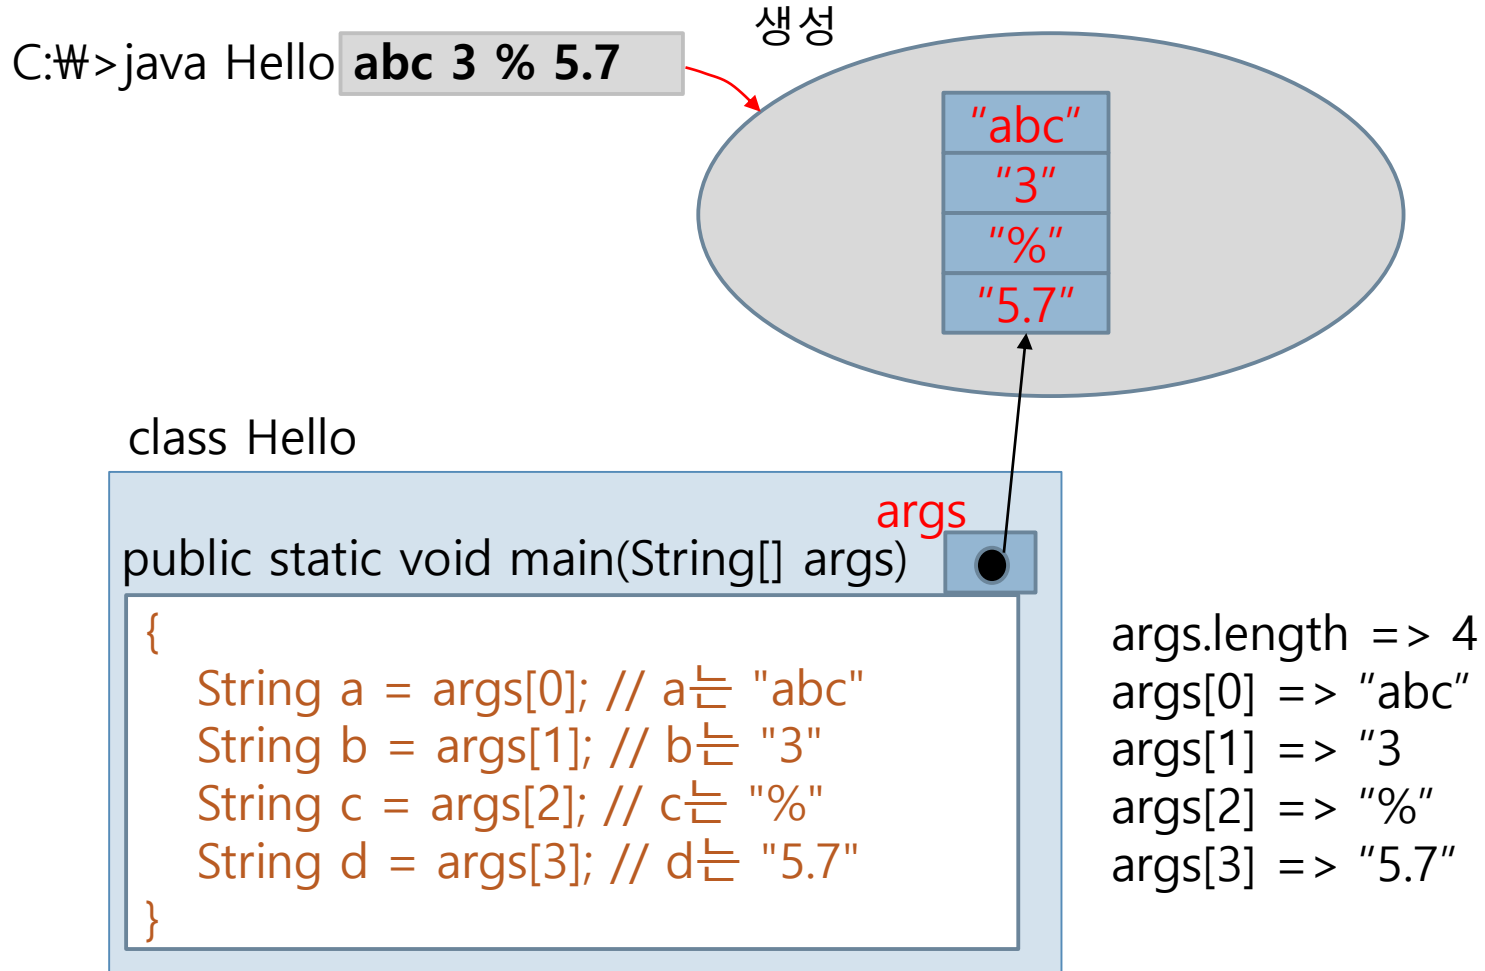 생성
C:₩>java Hello abc 3 % 5.7
"abc"
"3"
"%"
"5.7"
class Hello
args
public static void main(String[] args)
{
String a = args[0]; // a는 "abc"
String b = args[1]; // b는 "3"
String c = args[2]; // c는 "%"
String d = args[3]; // d는 "5.7"
}
args.length => 4
args[0] => "abc"
args[1] => "3
args[2] => "%"
args[3] => "5.7"